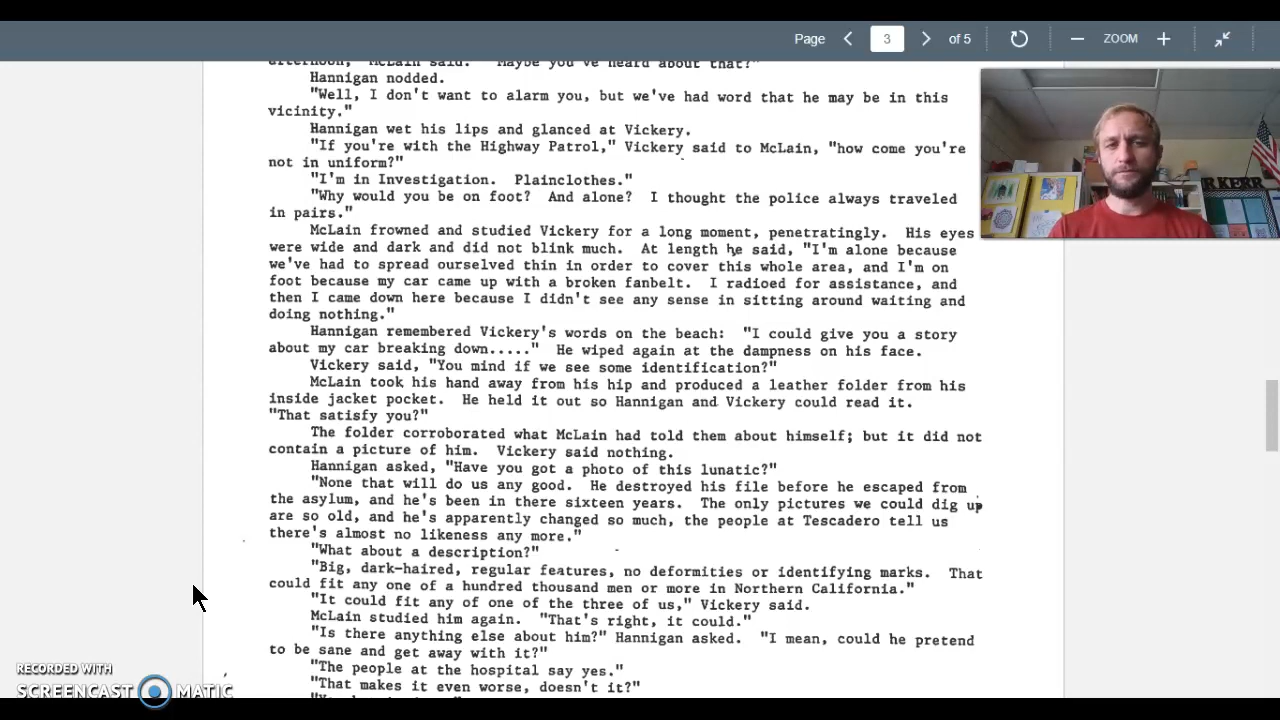 Page 3 of 5 ZOOM
afternoon," McLain said. "Maybe you've heard about that?"
Hannigan nodded.
"Well, I don't want to alarm you, but we've had word that he may be in this
vicinity."
Hannigan wet his lips and glanced at Vickery.
"If you're with the Highway Patrol," Vickery said to McLain, "how come you're
not in uniform?"
"I'm in Investigation. Plainclothes."
"Why would you be on foot? And alone? I thought the police always traveled
in pairs."
McLain frowned and studied Vickery for a long moment, penetratingly. His eyes
were wide and dark and did not blink much. At length he said, "I'm alone because
we've had to spread ourselved thin in order to cover this whole area, and I'm on
foot because my car came up with a broken fanbelt. I radioed for assistance, and
then I came down here because I didn't see any sense in sitting around waiting and
doing nothing."
Hannigan remembered Vickery's words on the beach: "I could give you a story
about my car breaking down....." He wiped again at the dampness on his face.
Vickery said, "You mind if we see some identification?"
McLain took his hand away from his hip and produced a leather folder from his
inside jacket pocket. He held it out so Hannigan and Vickery could read it.
"That satisfy you?"
The folder corroborated what McLain had told them about himself; but it did not
contain a picture of him. Vickery said nothing.
Hannigan asked, "Have you got a photo of this lunatic?"
"None that will do us any good. He destroyed his file before he escaped from
the asylum, and he's been in there sixteen years. The only pictures we could dig up
are so old, and he's apparently changed so much, the people at Tescadero tell us
there's almost no likeness any more."
"What about a description?"
"Big, dark-haired, regular features, no deformities or identifying marks. That
could fit any one of a hundred thousand men or more in Northern California."
"It could fit any of one of the three of us," Vickery said.
McLain studied him again. "That's right, it could."
"Is there anything else about him?" Hannigan asked. "I mean, could he pretend
to be sane and get away with it?"
"The people at the hospital say yes."
"That makes it even worse, doesn't it?"
RKERR
RECORDED WITH
SCREENCAST MATIC